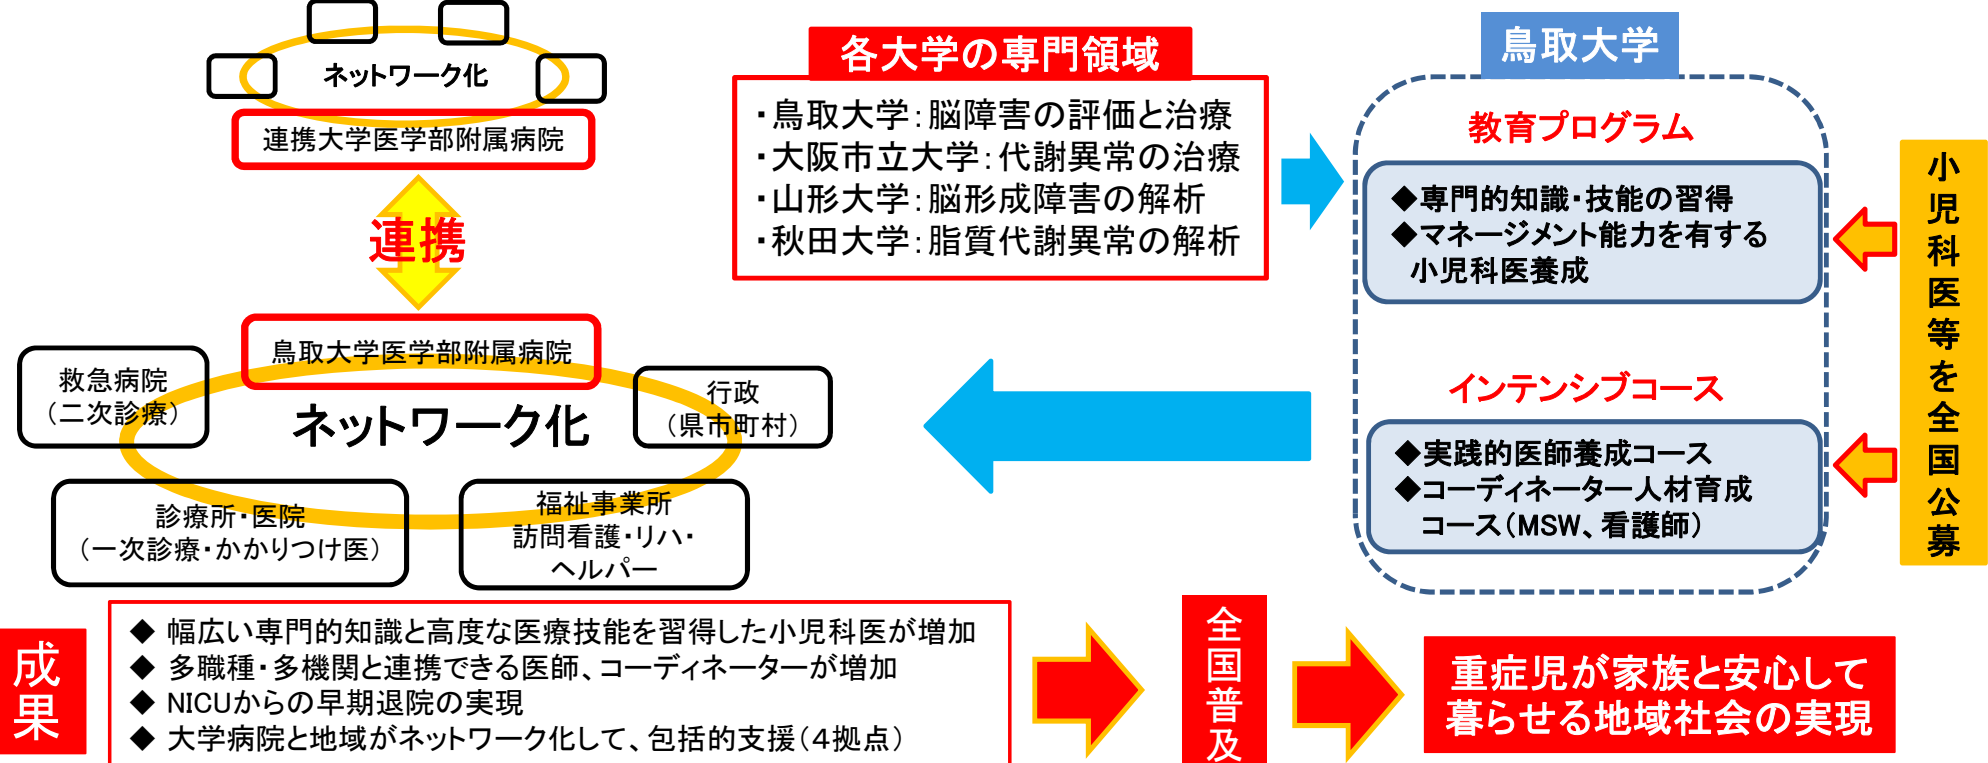 ネットワーク化
連携大学医学部附属病院
連携
鳥取大学医学部附属病院
救急病院
（二次診療）
ネットワーク化
行政
（県市町村）
診療所・医院
（一次診療・かかりつけ医）
福祉事業所
訪問看護・リハ・
ヘルパー
各大学の専門領域
・鳥取大学：脳障害の評価と治療
・大阪市立大学：代謝異常の治療
・山形大学：脳形成障害の解析
・秋田大学：脂質代謝異常の解析
鳥取大学
教育プログラム
◆専門的知識・技能の習得
◆マネージメント能力を有する
小児科医養成
インテンシブコース
◆実践的医師養成コース
◆コーディネーター人材育成
コース（MSW、看護師）
小児科医等を全国公募
成果
◆ 幅広い専門的知識と高度な医療技能を習得した小児科医が増加
◆ 多職種・多機関と連携できる医師、コーディネーターが増加
◆ NICUからの早期退院の実現
◆ 大学病院と地域がネットワーク化して、包括的支援（４拠点）
全国普及
重症児が家族と安心して
暮らせる地域社会の実現